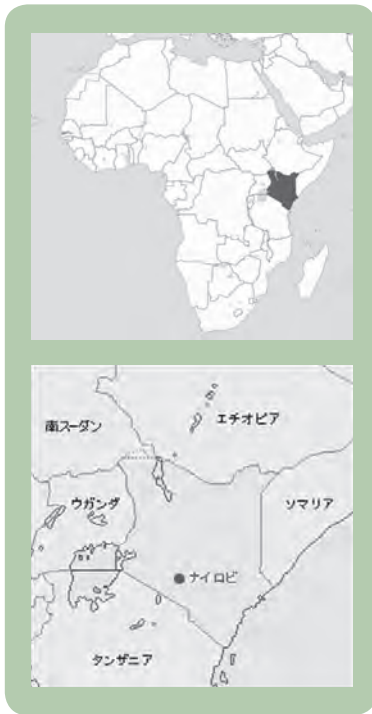 エチオピア
南スーダン
ウガンダ
ソマリア
ナイロビ
タンザニア